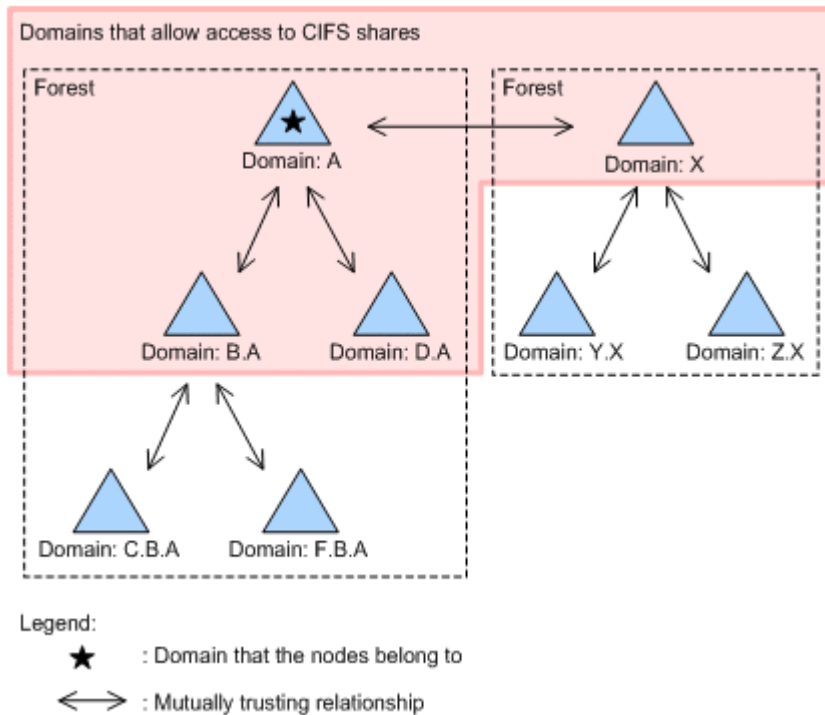 Domains that allow access to CIFS shares
Forest
Forest
Domain: A
Domain: X
Domain: B.A
Domain: D.A
Domain: Y.X
Domain: Z.X
Domain: C.B.A
Domain: F.B.A
Legend:
: Domain that the nodes belong to
: Mutually trusting relationship